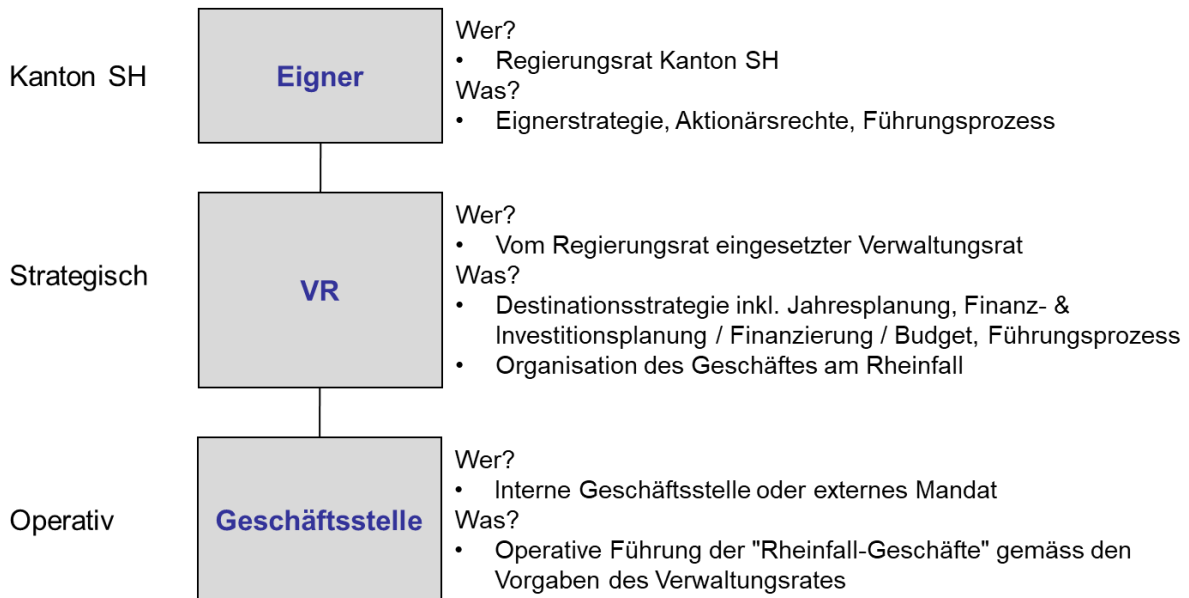 Kanton SH
Eigner
Wer?
• Regierungsrat Kanton SH
Was?
• Eignerstrategie, Aktionärsrechte, Führungsprozess
Strategisch
VR
Wer?
• Vom Regierungsrat eingesetzter Verwaltungsrat
Was?
• Destinationsstrategie inkl. Jahresplanung, Finanz- &
Investitionsplanung / Finanzierung / Budget, Führungsprozess
• Organisation des Geschäftes am Rheinfall
Operativ
Geschäftsstelle
Wer?
• Interne Geschäftsstelle oder externes Mandat
Was?
• Operative Führung der "Rheinfall-Geschäfte" gemäss den
Vorgaben des Verwaltungsrates